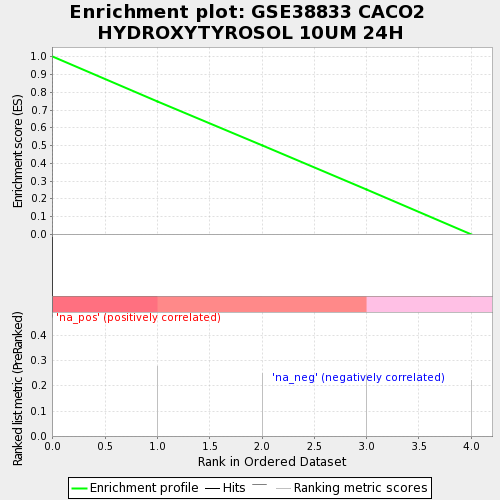 Enrichment plot: GSE38833 CACO2
HYDROXYTYROSOL 10UM 24H
Enrichment score (ES)
1.0
0.9
0.8
0.7
0.6
0.5
0.4
0.3
0.2
0.1
0.0
'na_pos' (positively correlated)
'na_neg' (negatively correlated)
Ranked list metric (PreRanked)
0.4
0.3
0.2
0.1
0.0
0.0 0.5 1.0 1.5 2.0 2.5 3.0 3.5 4.0
Rank in Ordered Dataset
Enrichment profile Hits Ranking metric scores